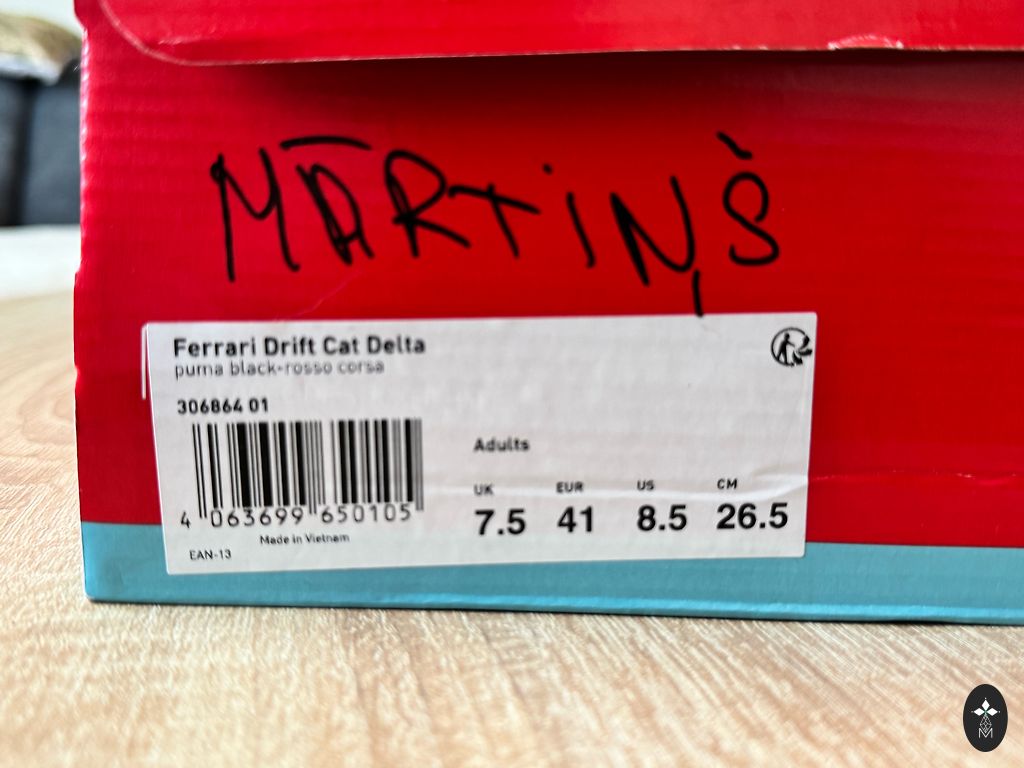 MĀRTIŅŠ
Ferrari Drift Cat Delta
puma black-rosso corsa
306864 01
4 063699 650105
Made in Vietnam
EAN-13
Adults
UK EUR US CM
7.5 41 8.5 26.5
M